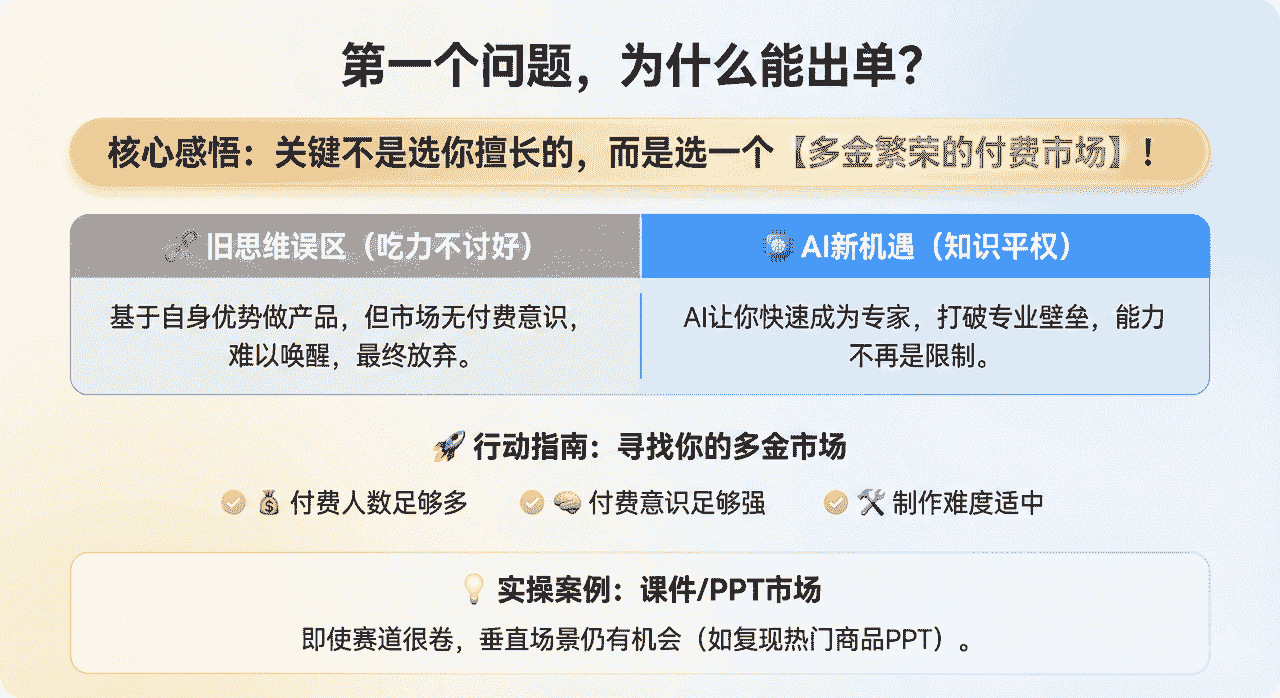 第一个问题，为什么能出单？
核心感悟：关键不是选你擅长的，而是选一个【多金繁荣的付费市场】！
旧思维误区（吃力不讨好）
AI新机遇（知识平权）
基于自身优势做产品，但市场无付费意识，
难以唤醒，最终放弃。
AI让你快速成为专家，打破专业壁垒，能力
不再是限制。
行动指南：寻找你的多金市场
付费人数足够多
付费意识足够强
制作难度适中
实操案例：课件/PPT市场
即使赛道很卷，垂直场景仍有机会（如复现热门商品PPT）。